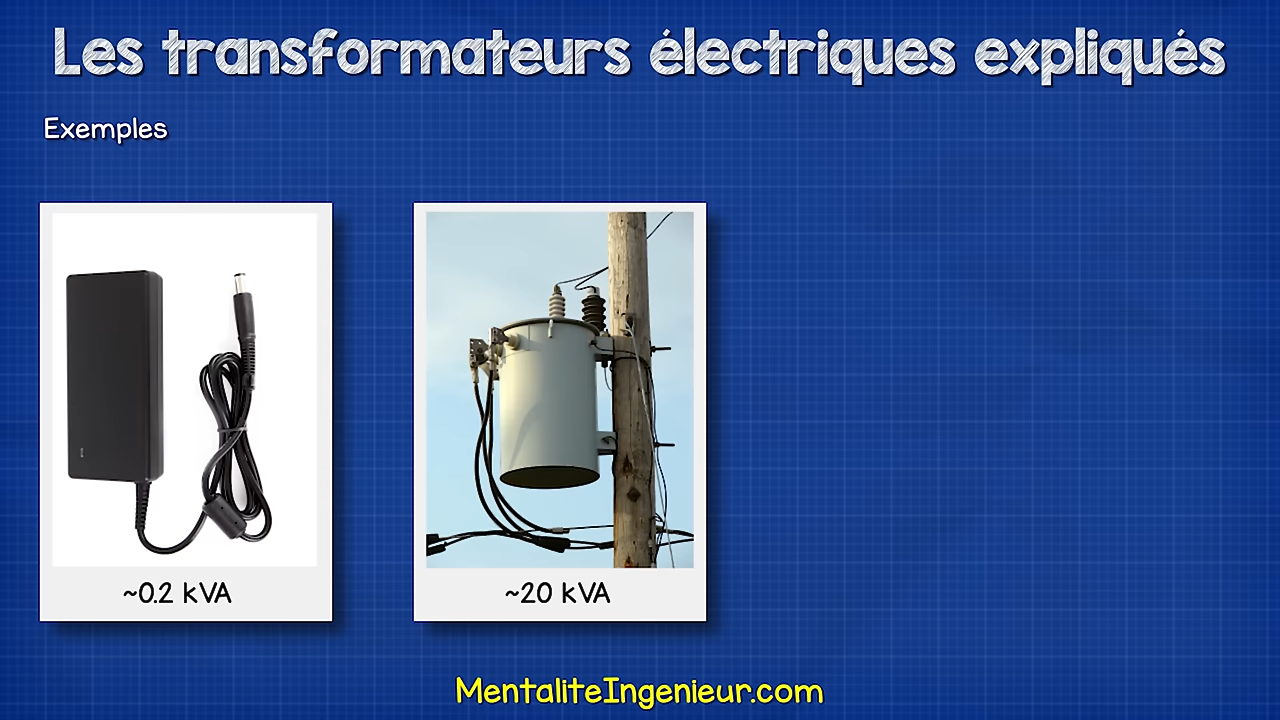 Les transformateurs électriques expliqués
Exemples
~0.2 kVA
~20 kVA
MentaliteIngenieur.com